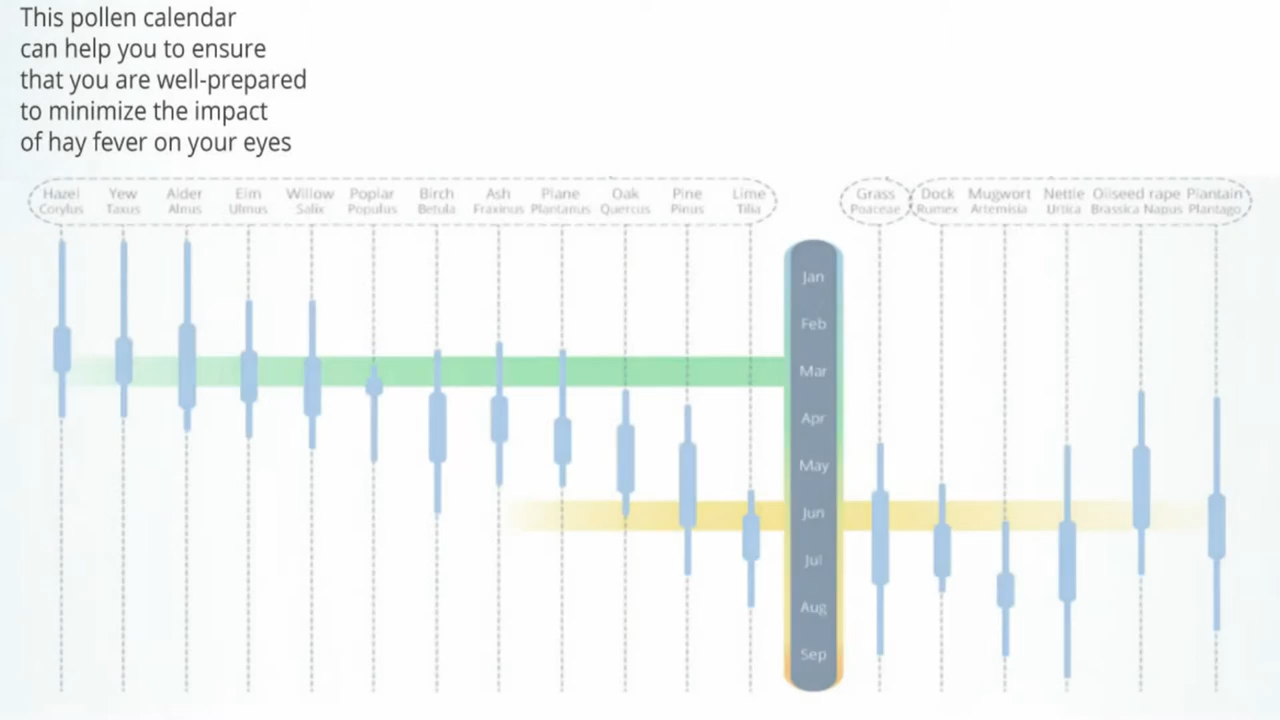 This pollen calendar
can help you to ensure
that you are well-prepared
to minimize the impact
of hay fever on your eyes
Hazel Yew Alder Elm Willow Poplar Birch Ash Plane Oak Pine Lime Grass Dock Mugwort Nettle Oilseed rape Plantain
Corylus Taxus Alnus Ulmus Salix Populus Betula Fraxinus Plantanus Quercus Pinus Tilia Poaceae Rumex Artemisia Urtica Brassica Napus Plantago
Jan
Feb
Mar
Apr
May
Jun
Jul
Aug
Sep